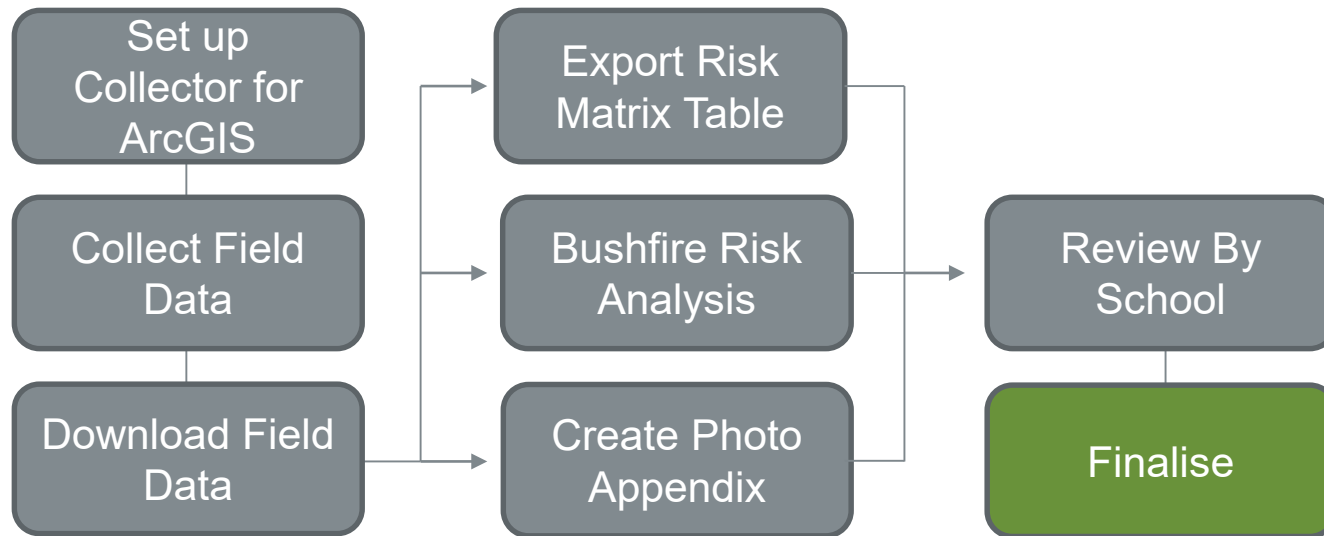 Set up
Collector for
ArcGIS
Collect Field
Data
Download Field
Data
Export Risk
Matrix Table
Bushfire Risk
Analysis
Create Photo
Appendix
Review By
School
Finalise